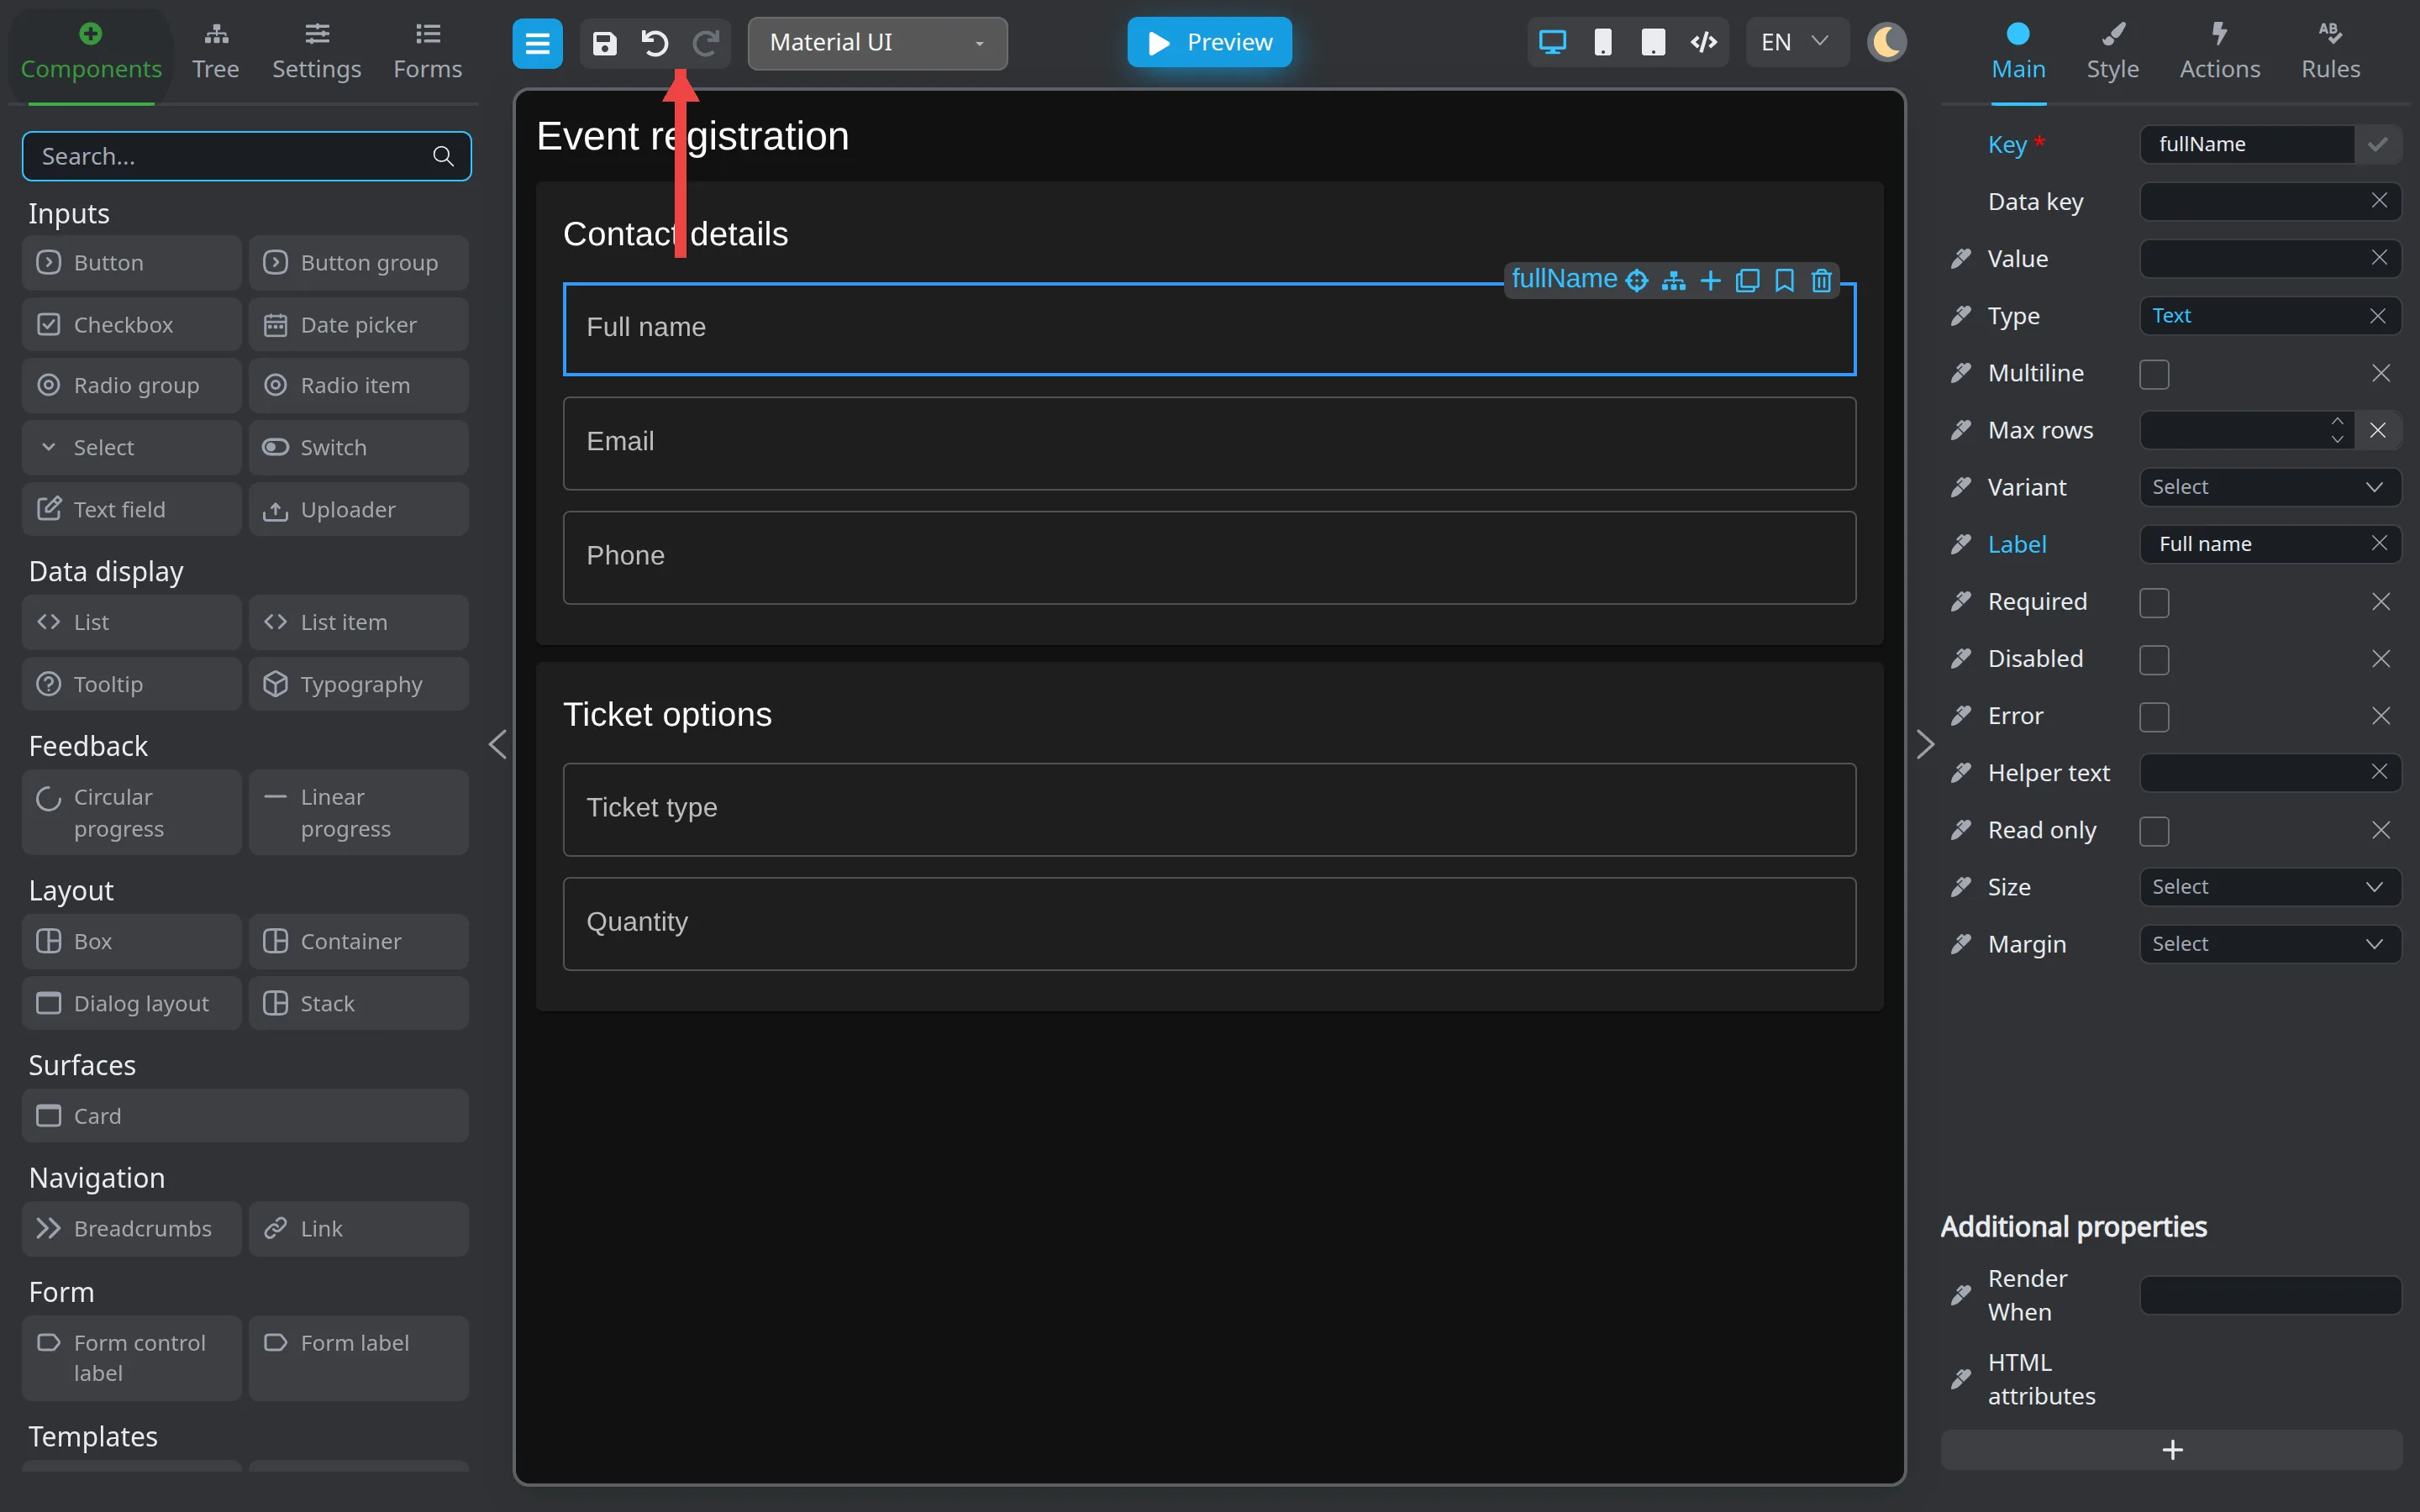 Components
Tree
Settings
Forms
Material UI
Preview
EN
Main
Style
Actions
Rules
Search...
Inputs
Button
Button group
Checkbox
Date picker
Radio group
Radio item
Select
Switch
Text field
Uploader
Data display
List
List item
Tooltip
Typography
Feedback
Circular
progress
Linear
progress
Layout
Box
Container
Dialog layout
Stack
Surfaces
Card
Navigation
Breadcrumbs
Link
Form
Form control
label
Form label
Templates
Event registration
Contact details
fullName
Full name
Email
Phone
Ticket options
Ticket type
Quantity
Key *
fullName
Data key
Value
Type
Text
Multiline
Max rows
Variant
Select
Label
Full name
Required
Disabled
Error
Helper text
Read only
Size
Select
Margin
Select
Additional properties
Render
When
HTML
attributes